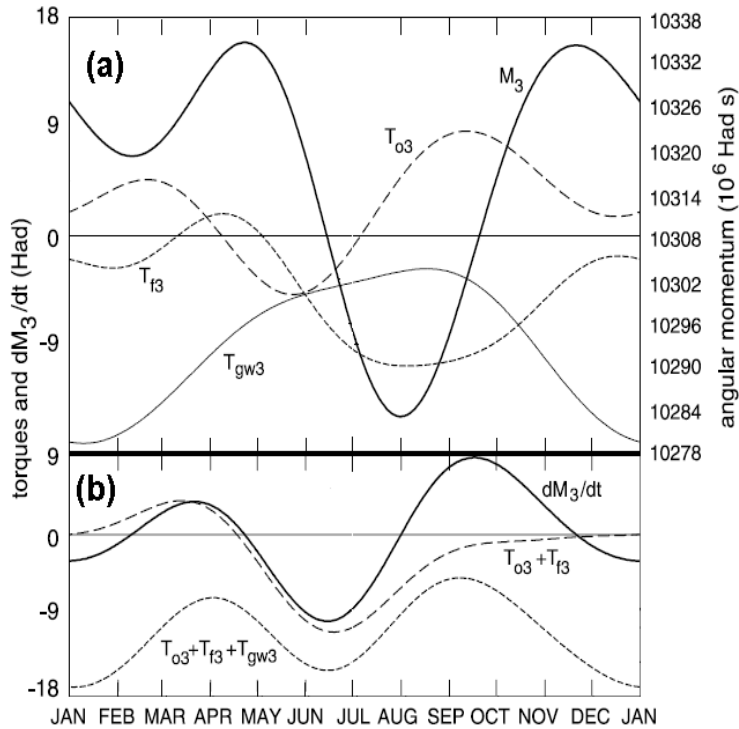 18
9
0
-9
(a)
M3
To3
Tf3
Tgw3
10338
10332
10326
10320
10314
10308
10302
10296
10290
10284
10278
torques and dM3/dt (Had)
angular momentum (10^6 Had s)
9
0
-9
-18
(b)
dM3/dt
To3+Tf3
To3+Tf3+Tgw3
JAN FEB MAR APR MAY JUN JUL AUG SEP OCT NOV DEC JAN